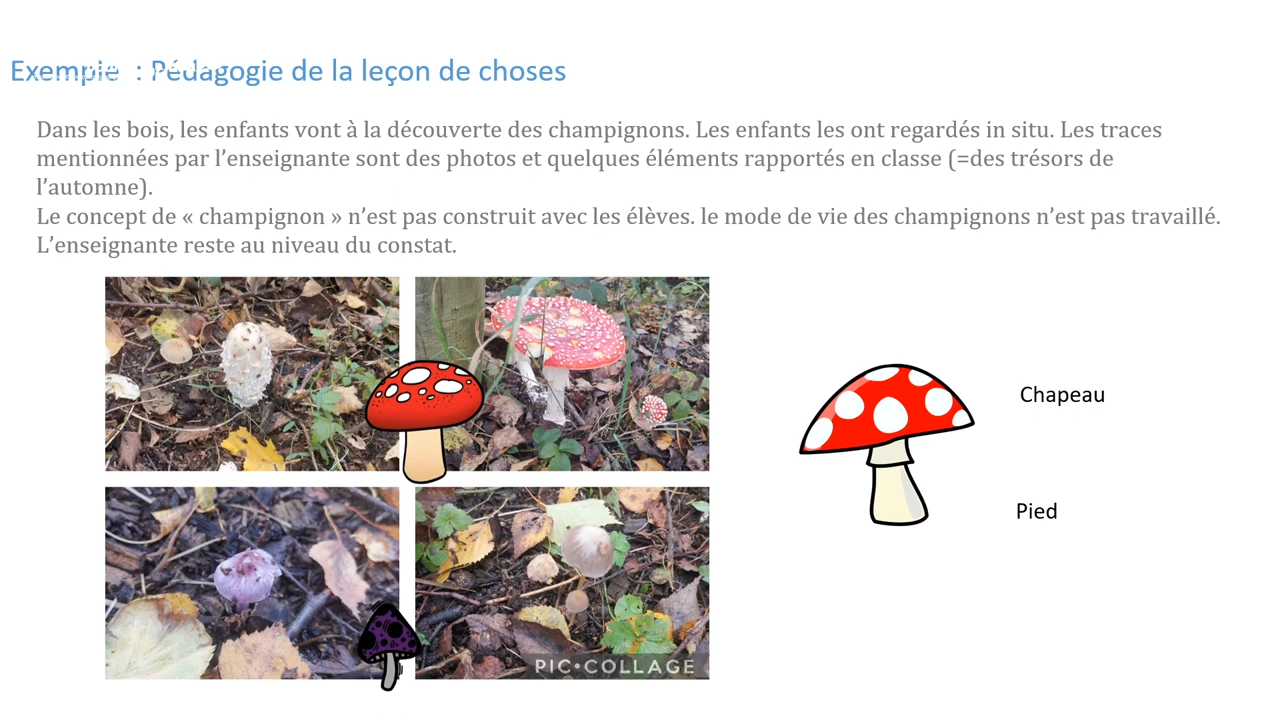 Exemple : Pédagogie de la leçon de choses
Dans les bois, les enfants vont à la découverte des champignons. Les enfants les ont regardés in situ. Les traces
mentionnées par l’enseignante sont des photos et quelques éléments rapportés en classe (=des trésors de
l’automne).
Le concept de « champignon » n’est pas construit avec les élèves. le mode de vie des champignons n’est pas travaillé.
L’enseignante reste au niveau du constat.
Chapeau
Pied
PIC•COLLAGE